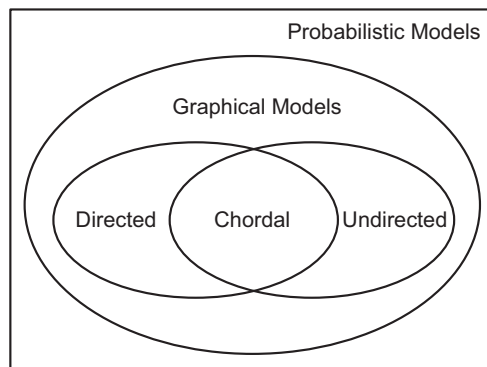 Probabilistic Models
Graphical Models
Directed
Chordal
Undirected